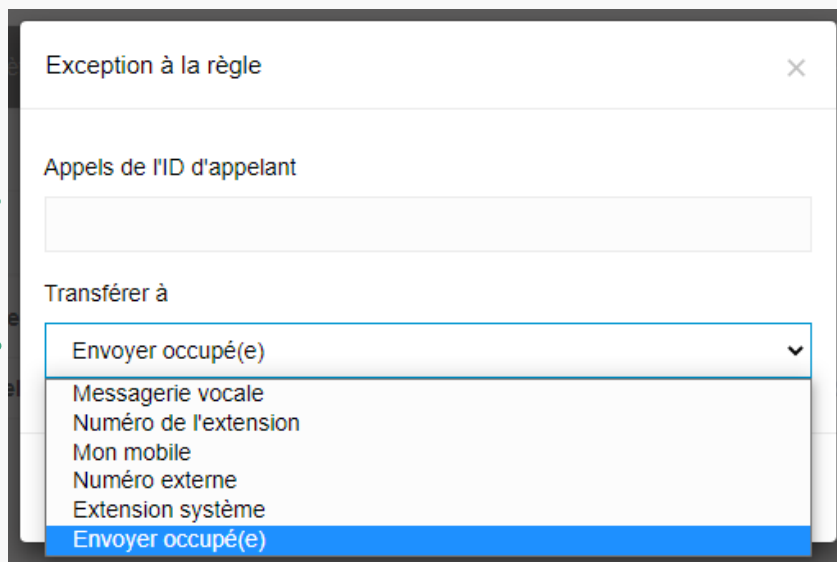 Exception à la règle
Appels de l'ID d'appelant
Transférer à
Envoyer occupé(e)
Messagerie vocale
Numéro de l'extension
Mon mobile
Numéro externe
Extension système
Envoyer occupé(e)